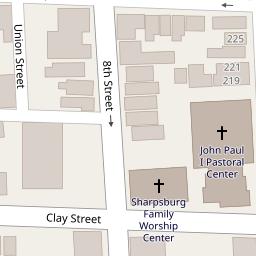 Union Street
8th Street
225
221
219
John Paul
I Pastoral
Center
Sharpsburg
Family
Worship
Center
Clay Street